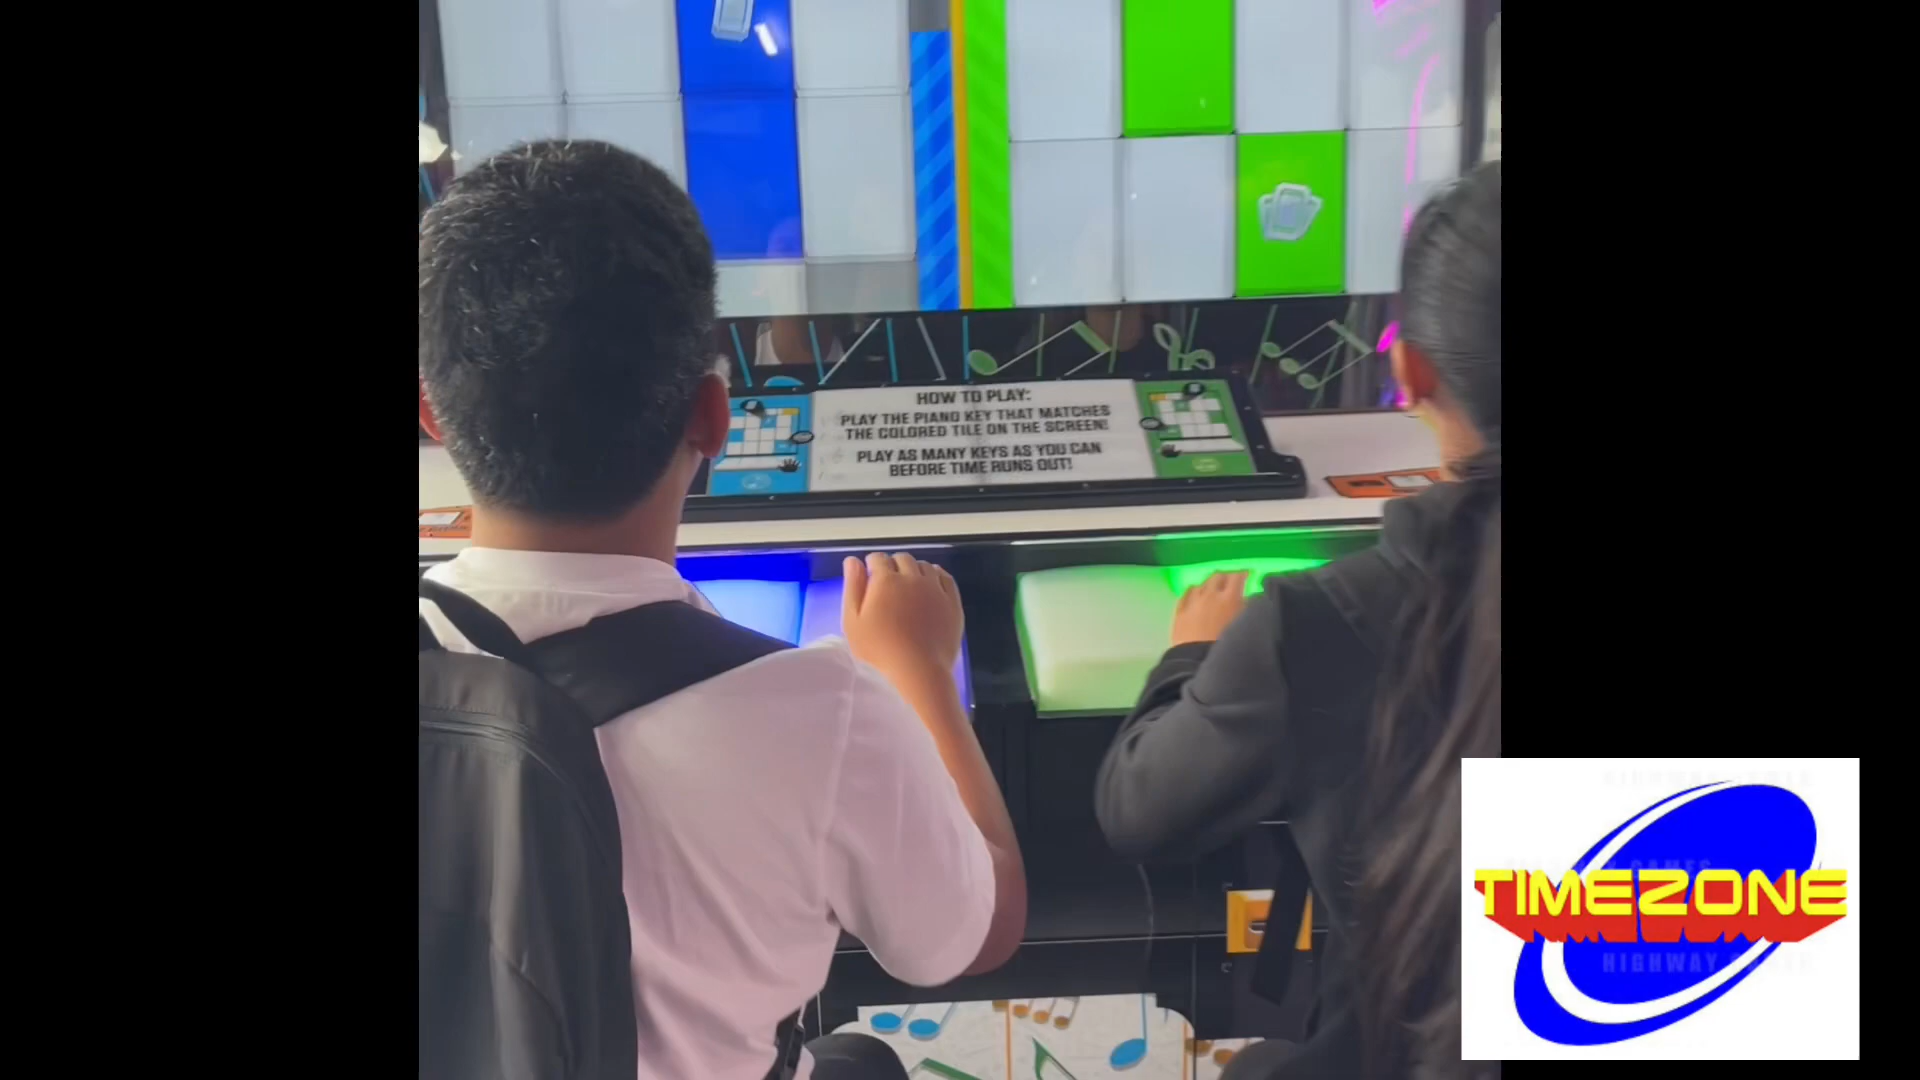 HOW TO PLAY:
PLAY THE PIANO KEY THAT MATCHES
THE COLORED TILE ON THE SCREEN!
PLAY AS MANY KEYS AS YOU CAN
BEFORE TIME RUNS OUT!
TIMEZONE
HIGHWAY